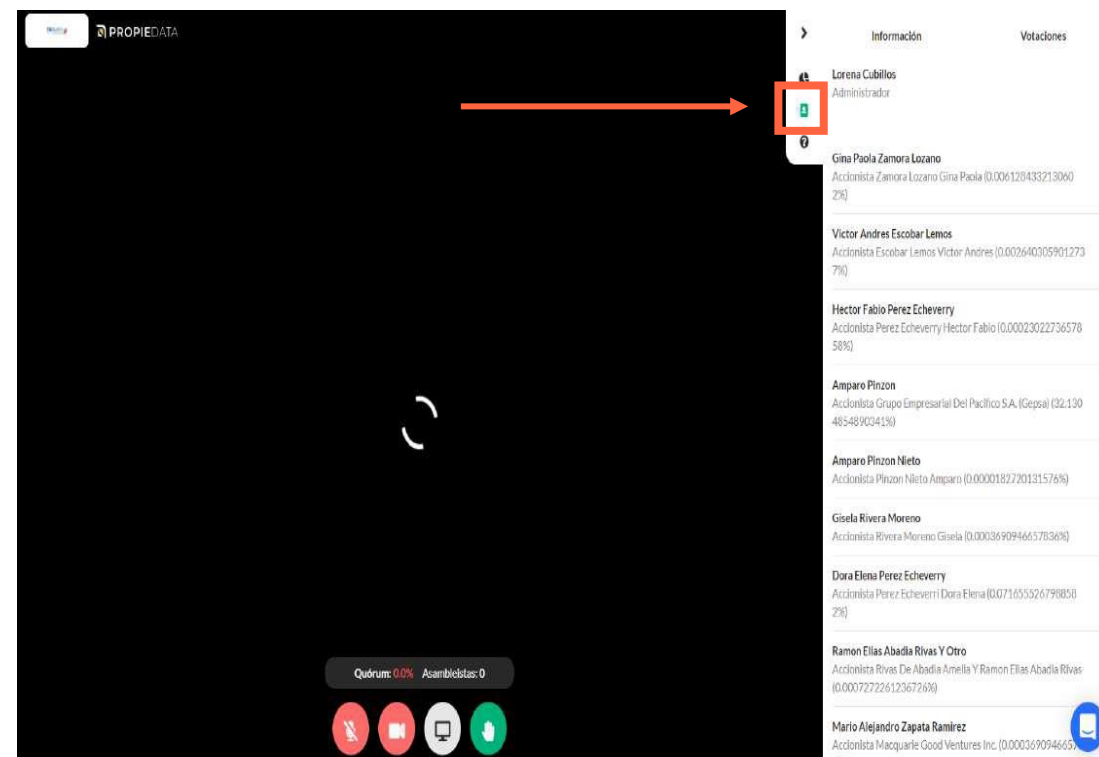 PROPIEDATA
Información Votaciones
Lorena Cubillos
Administrador
Gina Paola Zamora Lozano
Accionista Zamora Lozano Gina Paola (0.006128433213060
2%)
Victor Andres Escobar Lemos
Accionista Escobar Lemos Victor Andres (0.002640305901273
7%)
Hector Fabio Perez Echeverry
Accionista Perez Echeverry Hector Fabio (0.00023022736578
58%)
Amparo Pinzon
Accionista Grupo Empresarial Del Pacifico S.A. (Gepsa) (32.130
4854890341%)
Amparo Pinzon Nieto
Accionista Pinzon Nieto Amparo (0.0000182720131576%)
Gisela Rivera Moreno
Accionista Rivera Moreno Gisela (0.0003690946657836%)
Dora Elena Perez Echeverry
Accionista Perez Echeverri Dora Elena (0.071655526798858
2%)
Ramon Elias Abadia Rivas Y Otro
Accionista Rivas De Abadia Amelia Y Ramon Elias Abadia Rivas
(0.0007272261236726%)
Mario Alejandro Zapata Ramirez
Accionista Macquarie Good Ventures Inc. (0.00036909466
Quórum: 0.0% Asambleistas: 0